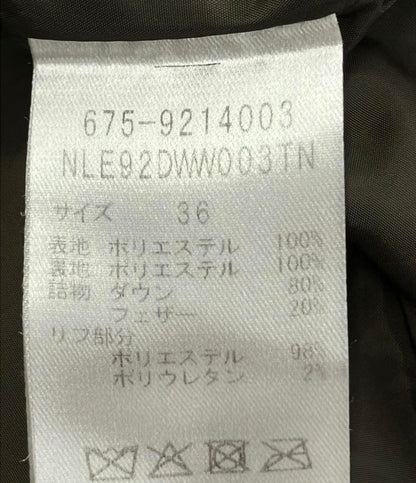 675-9214003
NLE92DWW003TN
サイズ 36
表地 ポリエステル 100%
裏地 ポリエステル 100%
詰物 ダウン 80%
フェザー 20%
リブ部分
ポリエステル 98%
ポリウレタン 2%